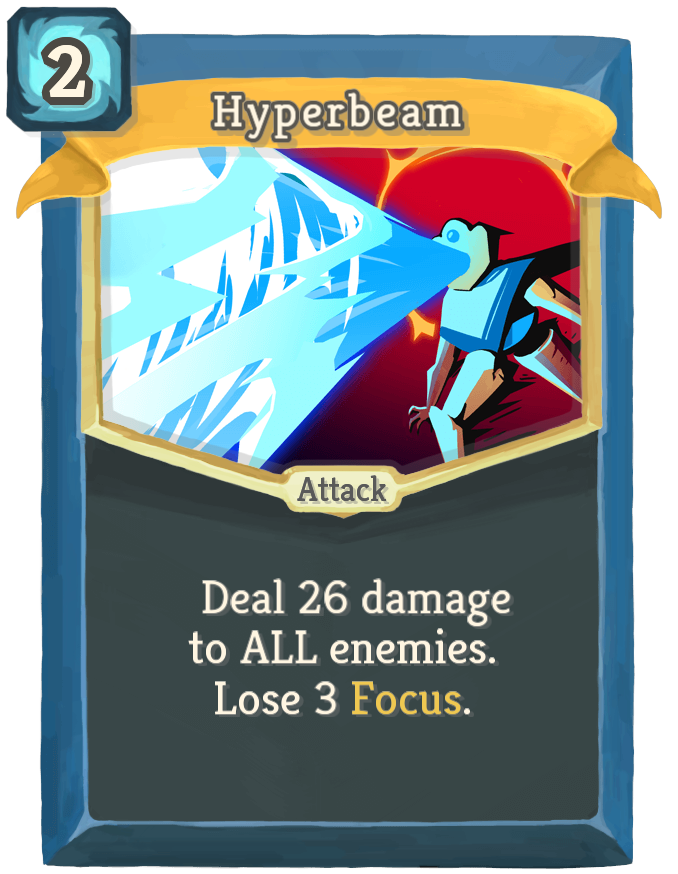 2
Hyperbeam
Attack
Deal 26 damage
to ALL enemies.
Lose 3 Focus.